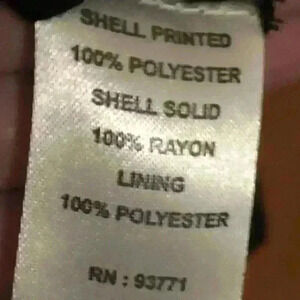 SHELL PRINTED
100% POLYESTER
SHELL SOLID
100% RAYON
LINING
100% POLYESTER
RN : 93771